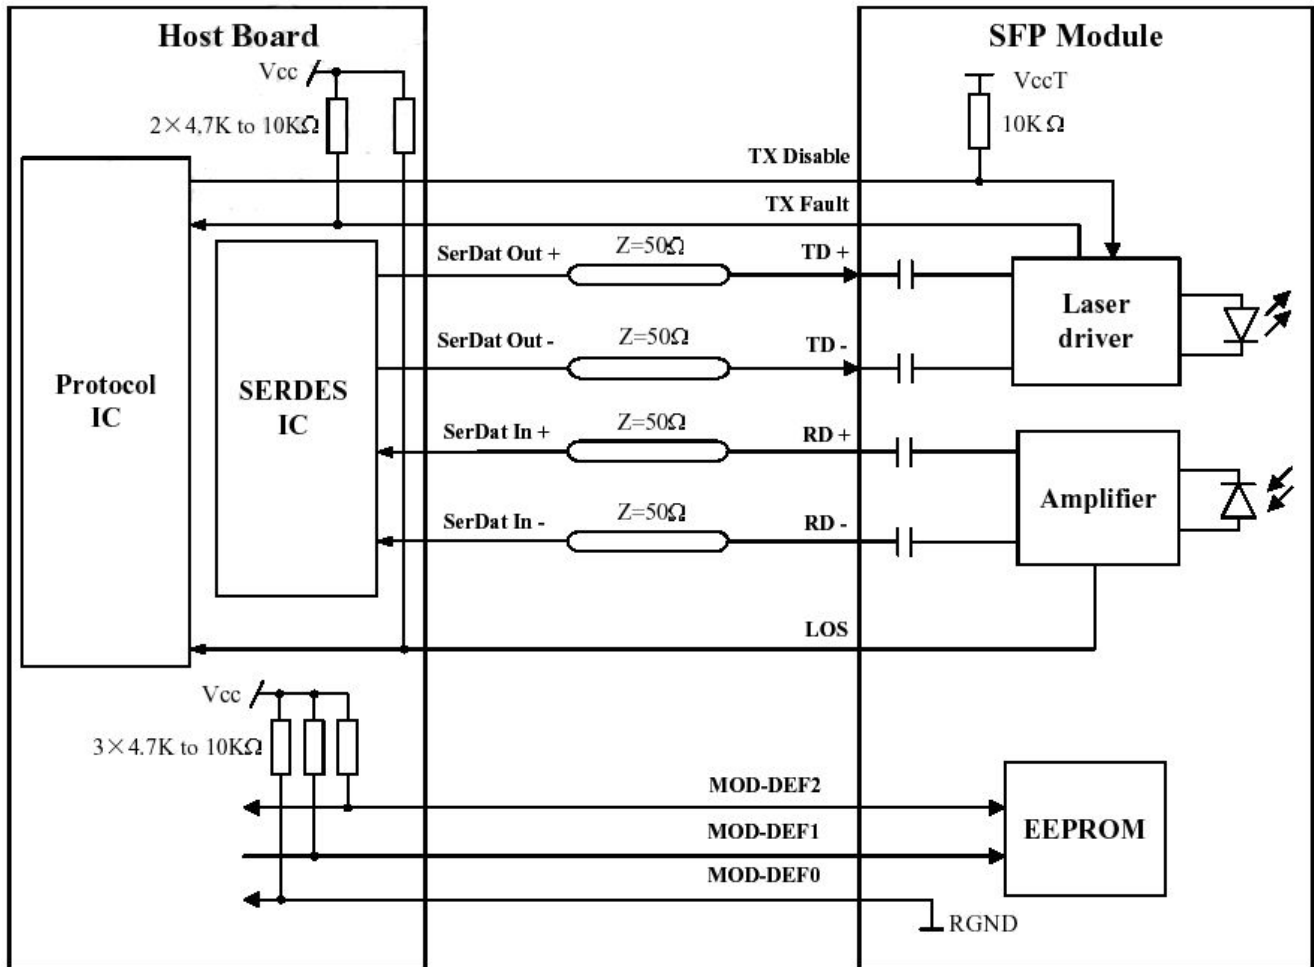 Host Board
SFP Module
Vcc
VccT
2×4,7K to 10KΩ
10KΩ
TX Disable
TX Fault
SerDat Out +
Z=50Ω
TD +
Laser
driver
SerDat Out -
Z=50Ω
TD -
Protocol
IC
SERDES
IC
SerDat In +
Z=50Ω
RD +
Amplifier
SerDat In -
Z=50Ω
RD -
LOS
Vcc
3×4.7K to 10KΩ
MOD-DEF2
MOD-DEF1
MOD-DEF0
EEPROM
RGND